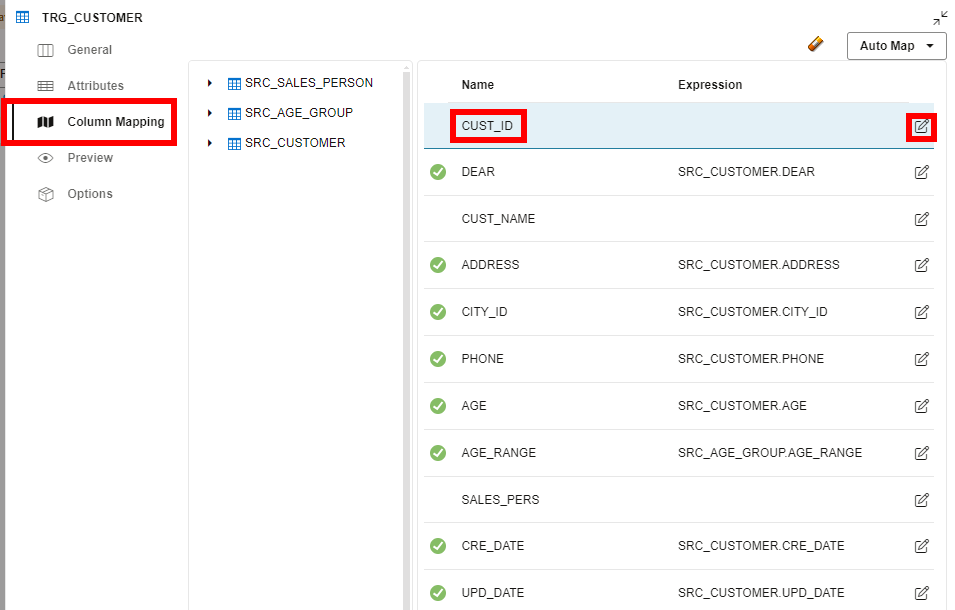 TRG_CUSTOMER
General
Attributes
Column Mapping
Preview
Options
SRC_SALES_PERSON
SRC_AGE_GROUP
SRC_CUSTOMER
Auto Map
Name Expression
CUST_ID
DEAR SRC_CUSTOMER.DEAR
CUST_NAME
ADDRESS SRC_CUSTOMER.ADDRESS
CITY_ID SRC_CUSTOMER.CITY_ID
PHONE SRC_CUSTOMER.PHONE
AGE SRC_CUSTOMER.AGE
AGE_RANGE SRC_AGE_GROUP.AGE_RANGE
SALES_PERS
CRE_DATE SRC_CUSTOMER.CRE_DATE
UPD_DATE SRC_CUSTOMER.UPD_DATE